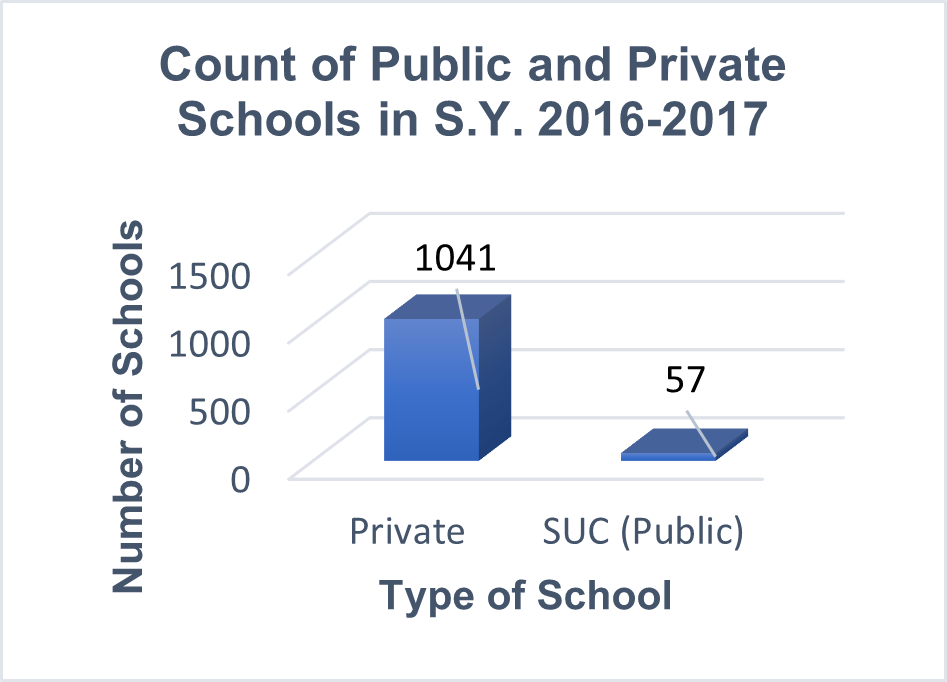 Count of Public and Private
Schools in S.Y. 2016-2017
Number of Schools
1500
1000
500
0
1041
57
Private
SUC (Public)
Type of School